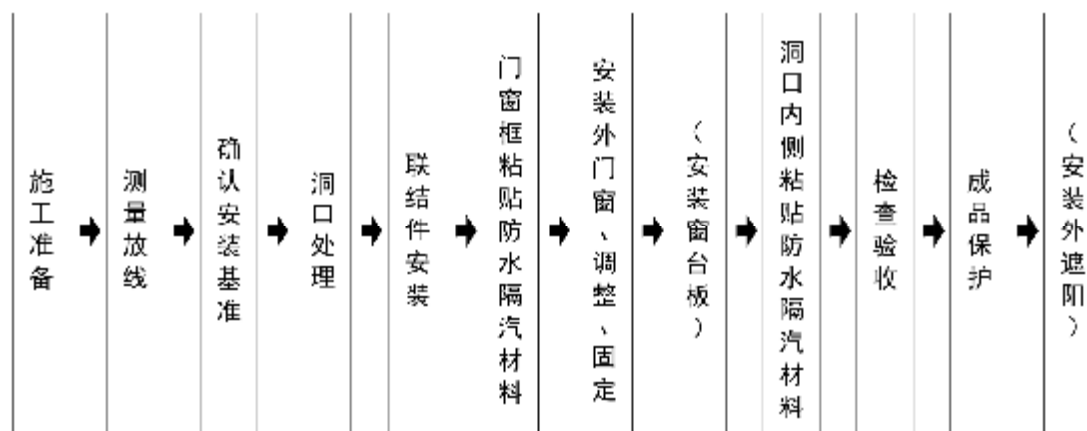 施工准备
测量放线
确认安装基准
洞口处理
联结件安装
门窗框粘贴防水隔汽材料
安装外门窗、调整、固定
（安装窗台板）
洞口内侧粘贴防水隔汽材料
检查验收
成品保护
（安装外遮阳）